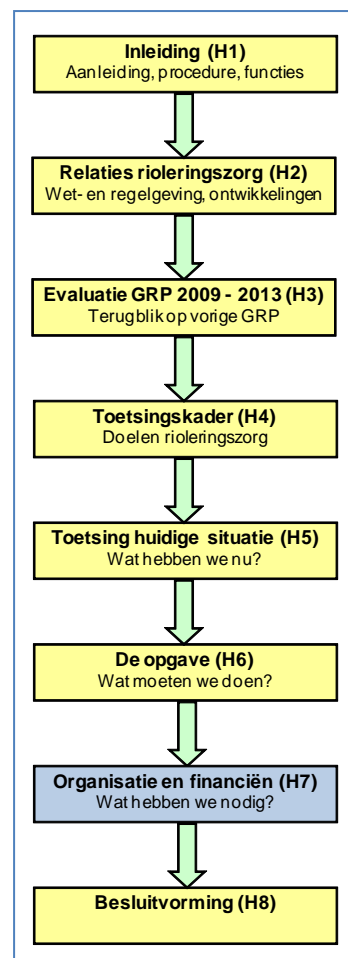 Inleiding (H1)
Aanleiding, procedure, functies
Relaties rioleringszorg (H2)
Wet- en regelgeving, ontwikkelingen
Evaluatie GRP 2009 - 2013 (H3)
Terugblik op vorige GRP
Toetsingskader (H4)
Doelen rioleringszorg
Toetsing huidige situatie (H5)
Wat hebben we nu?
De opgave (H6)
Wat moeten we doen?
Organisatie en financiën (H7)
Wat hebben we nodig?
Besluitvorming (H8)